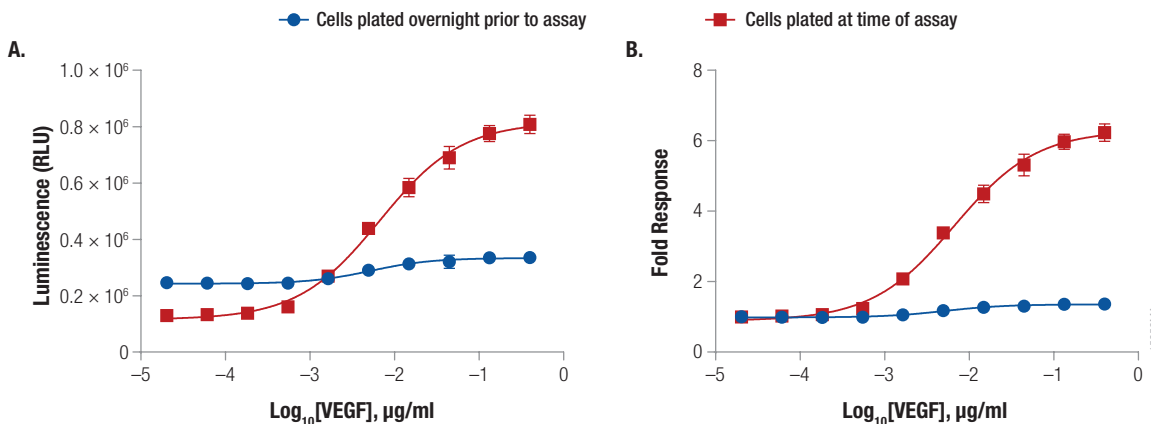 Cells plated overnight prior to assay
Cells plated at time of assay
A.
Luminescence (RLU)
1.0 × 10⁶
0.8 × 10⁶
0.6 × 10⁶
0.4 × 10⁶
0.2 × 10⁶
0
–5 –4 –3 –2 –1 0
Log₁₀[VEGF], µg/ml
B.
Fold Response
8
6
4
2
0
–5 –4 –3 –2 –1 0
Log₁₀[VEGF], µg/ml